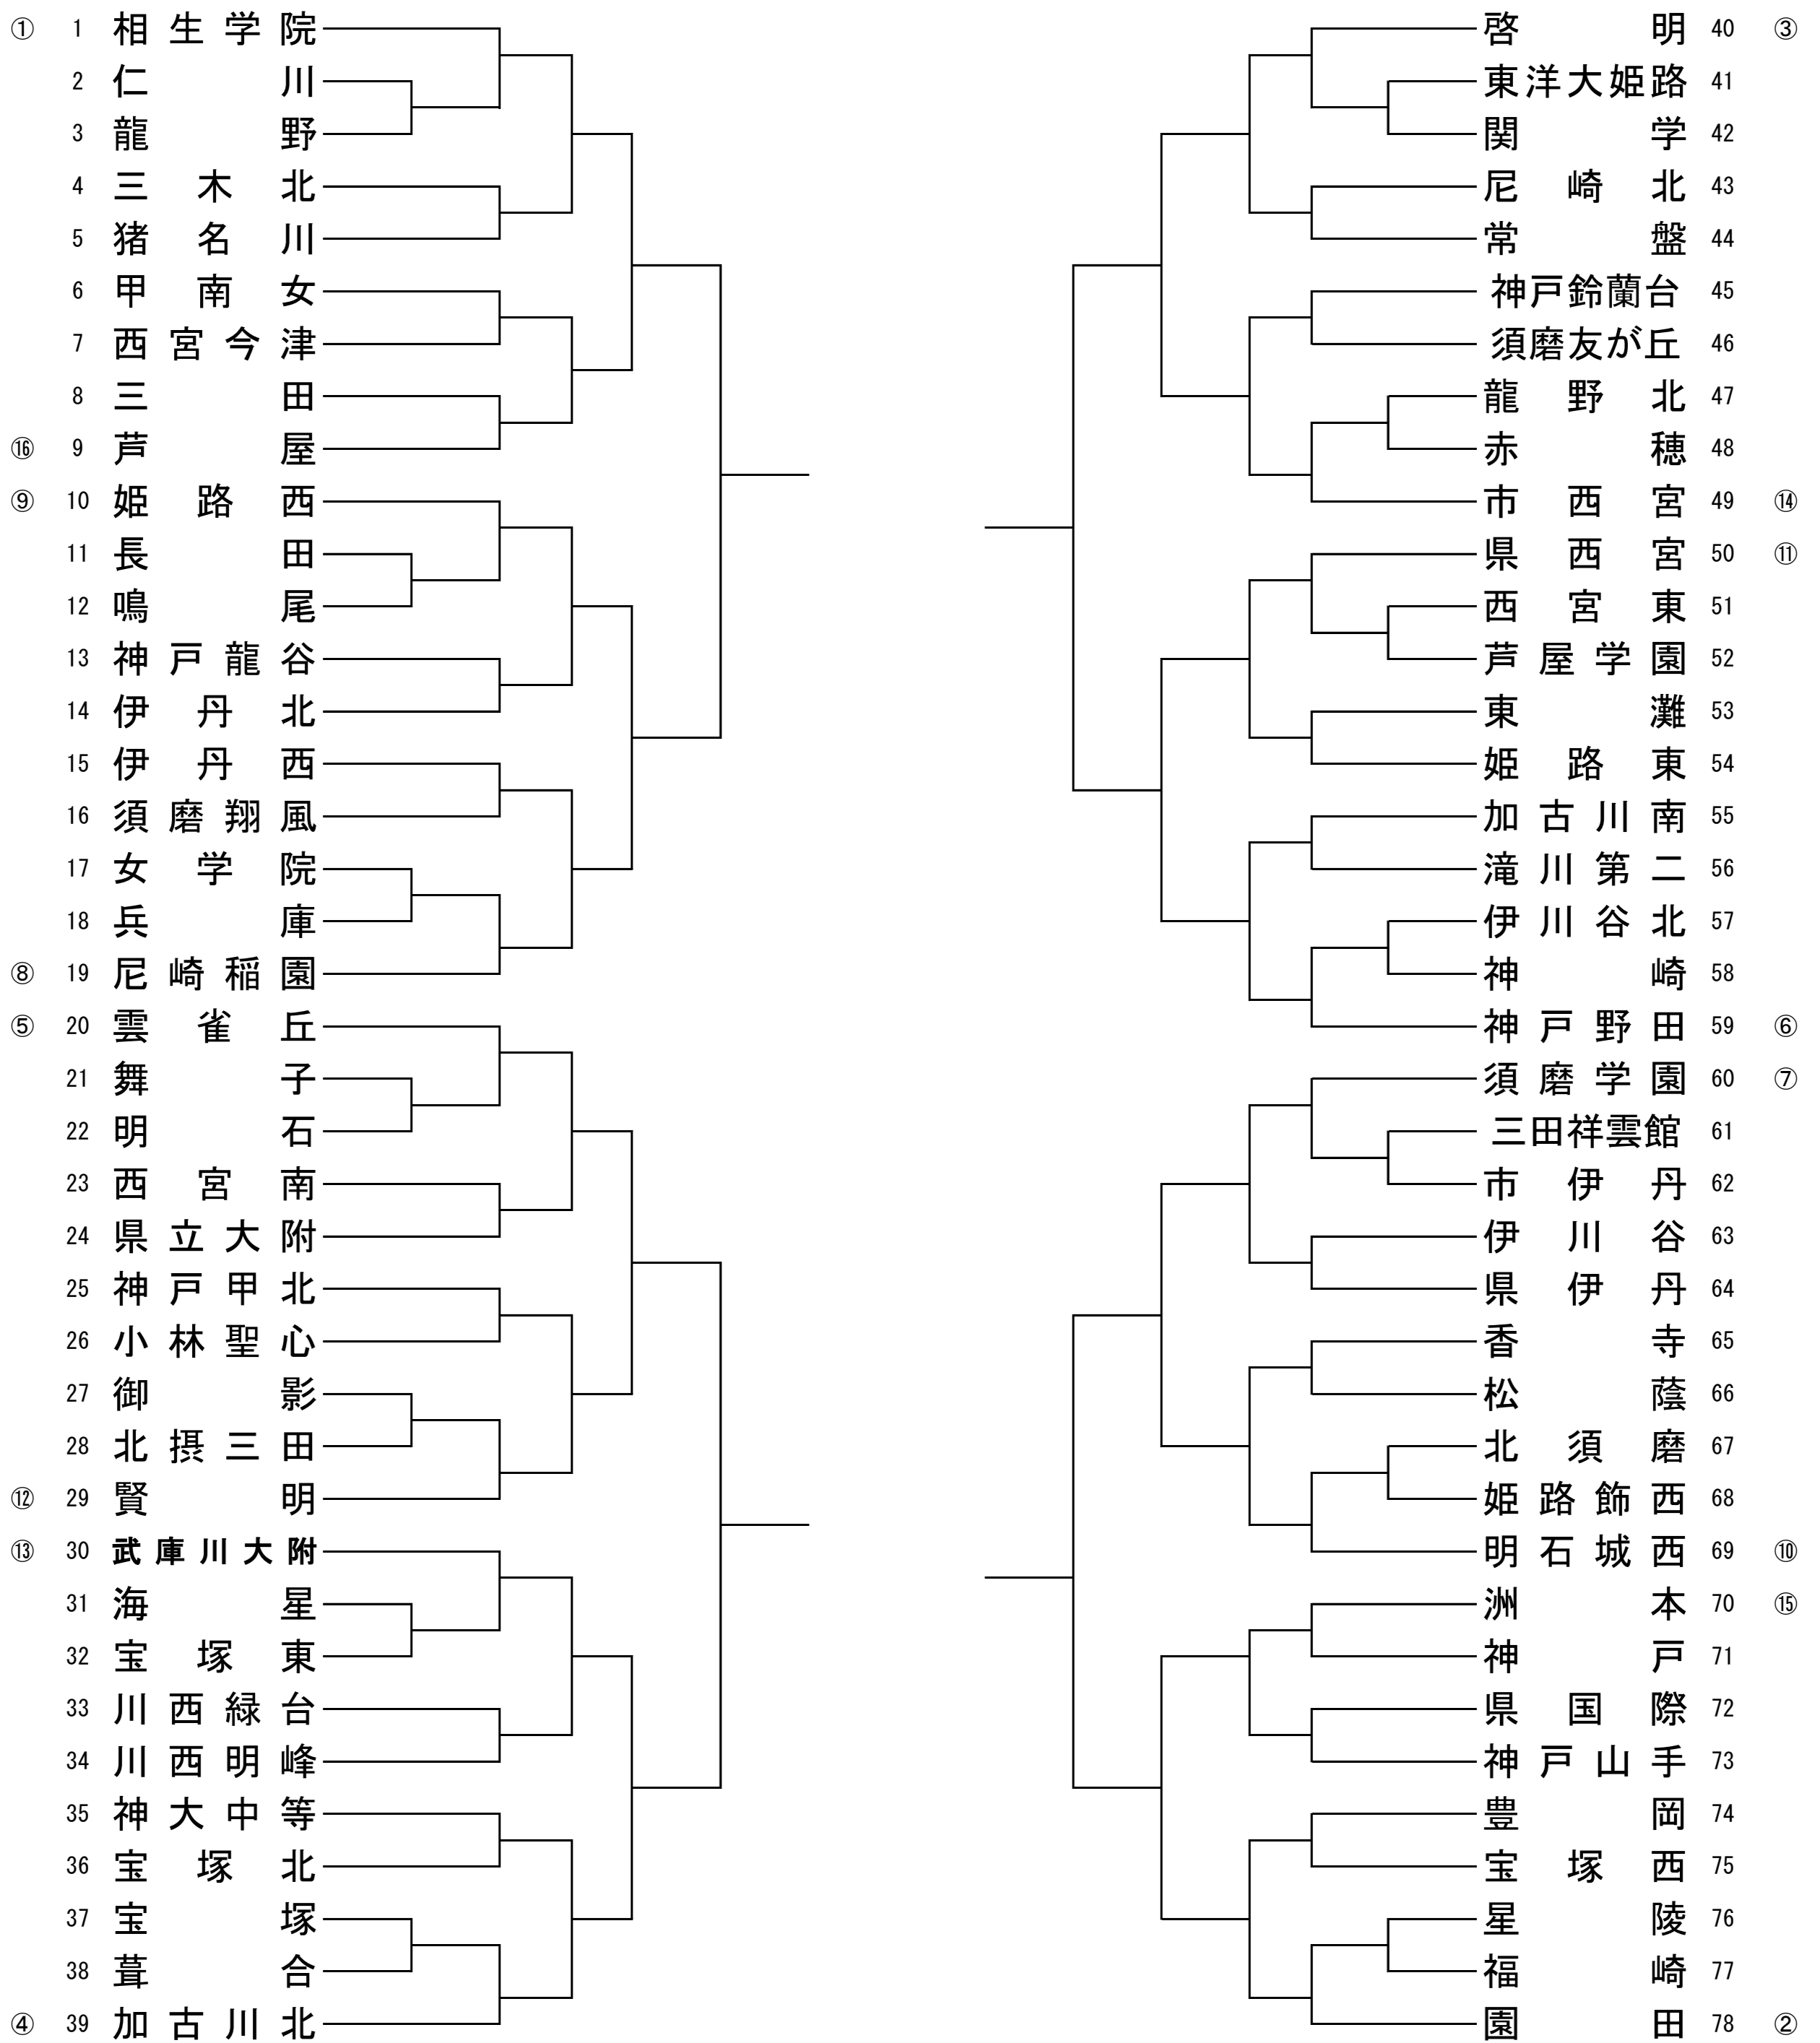 ① 1 相生学院
2 仁川
3 龍野
4 三木北
5 猪名川
6 甲南女
7 西宮今津
8 三田
⑯ 9 芦屋
⑨ 10 姫路西
11 長田
12 鳴尾
13 神戸龍谷
14 伊丹北
15 伊丹西
16 須磨翔風
17 女学院
18 兵庫
⑧ 19 尼崎稲園
⑤ 20 雲雀丘
21 舞子
22 明石
23 西宮南
24 県立大附
25 神戸甲北
26 小林聖心
27 御影
28 北摂三田
⑫ 29 賢明
⑬ 30 武庫川大附
31 海星
32 宝塚東
33 川西緑台
34 川西明峰
35 神大中等
36 宝塚北
37 宝塚
38 葺合
④ 39 加古川北
啓明 40 ③
東洋大姫路 41
関学 42
尼崎北 43
常盤 44
神戸鈴蘭台 45
須磨友が丘 46
龍野北 47
赤穂 48
市西宮 49 ⑭
県西宮 50 ⑪
西宮東 51
芦屋学園 52
東灘 53
姫路東 54
加古川南 55
滝川第二 56
伊川谷北 57
神崎 58
神戸野田 59 ⑥
須磨学園 60 ⑦
三田祥雲館 61
市伊丹 62
伊川谷 63
県伊丹 64
香寺 65
松蔭 66
北須磨 67
姫路飾西 68
明石城西 69 ⑩
洲本 70 ⑮
神戸 71
県国際 72
神戸山手 73
豊岡 74
宝塚西 75
星陵 76
福崎 77
園田 78 ②